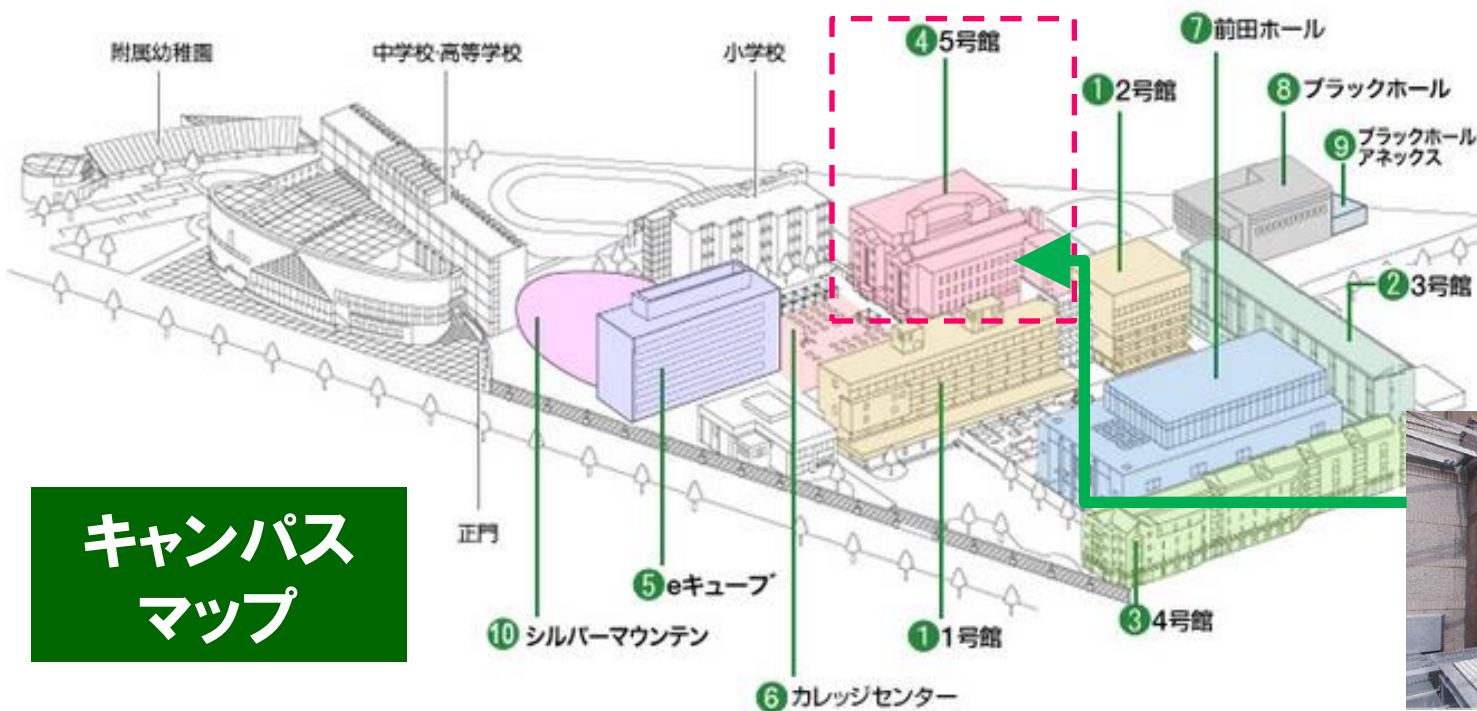 附属幼稚園
中学校・高等学校
小学校
④5号館
⑦前田ホール
①2号館
⑧ブラックホール
⑨ブラックホール
アネックス
②3号館
正門
⑤eキューブ
⑩シルバーマウンテン
①1号館
③4号館
⑥カレッジセンター
キャンパス
マップ